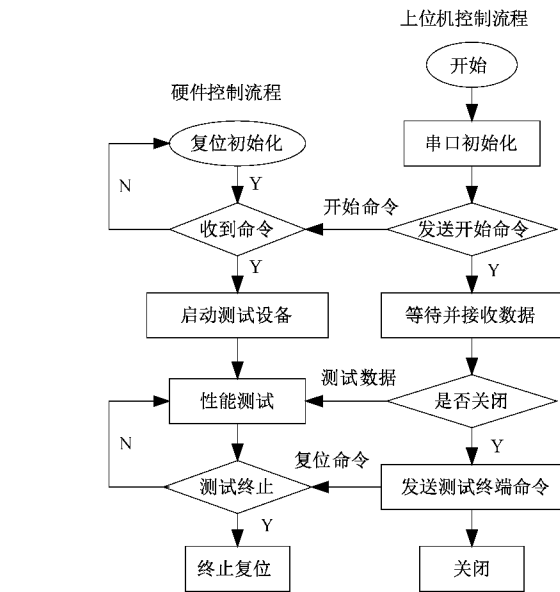 上位机控制流程
开始
硬件控制流程
复位初始化
串口初始化
N
Y
开始命令
收到命令
发送开始命令
Y
Y
启动测试设备
等待并接收数据
测试数据
性能测试
是否关闭
N
Y
复位命令
测试终止
发送测试终端命令
Y
终止复位
关闭